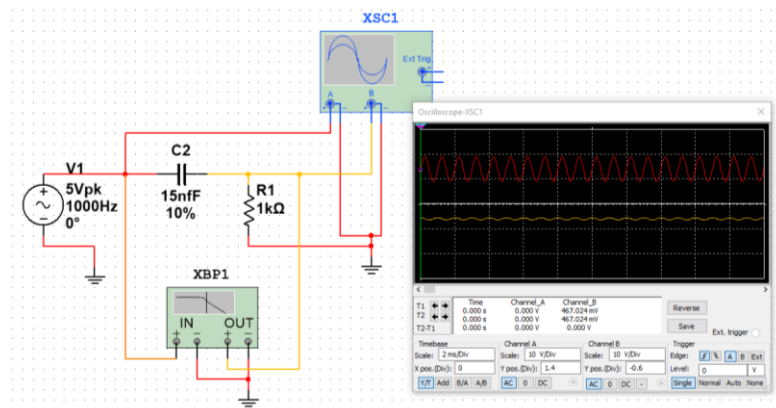 XSC1
Ext Trig
+
-
A
B
+ - + -
V1
5Vpk
1000Hz
0°
C2
15nfF
10%
R1
1kΩ
XBP1
IN OUT
+ - + -
Oscilloscope-XSC1
Time Channel_A Channel_B
T1 0.000 s 0.000 V 467.024 mV
T2 0.000 s 0.000 V 467.024 mV
T2-T1 0.000 s 0.000 V 0.000 V
Reverse
Save
Ext. trigger
Timebase Channel A Channel B Trigger
Scale: 2 ms/Div Scale: 10 V/Div Scale: 10 V/Div Edge: A B Ext
X pos.(Div): 0 Y pos.(Div): 1.4 Y pos.(Div): -0.6 Level: 0 V
Y/T Add B/A A/B AC 0 DC AC 0 DC - Single Normal Auto None